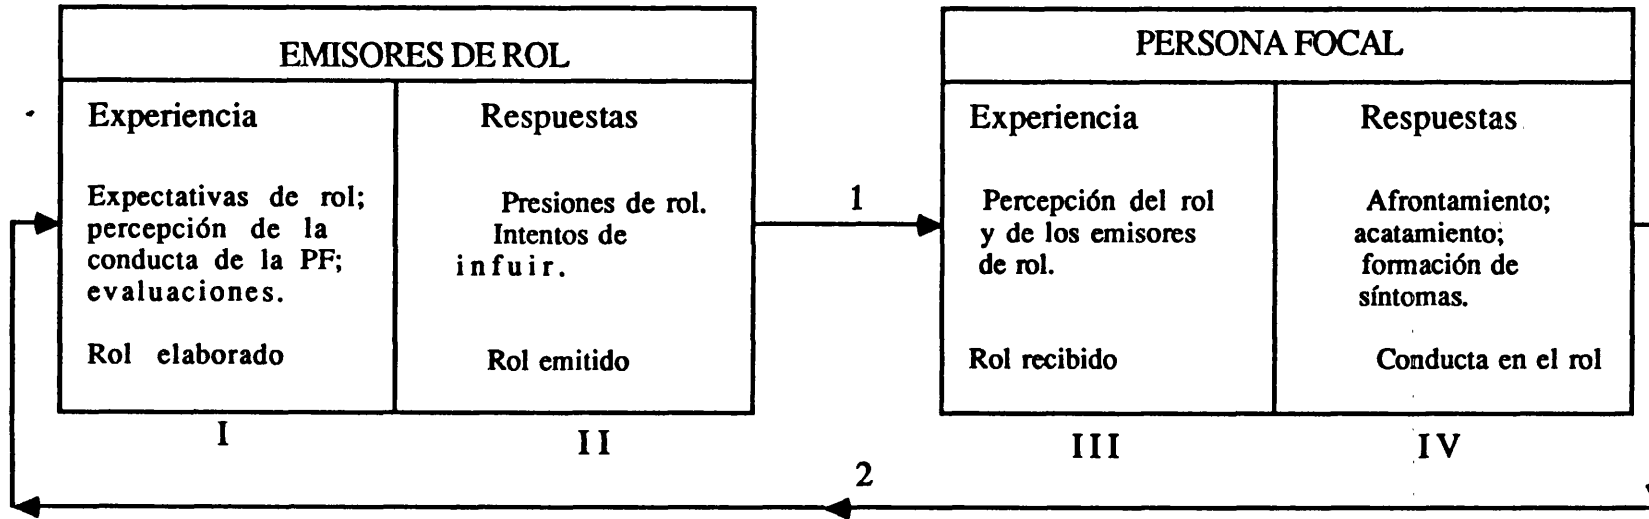 EMISORES DE ROL
Experiencia
Expectativas de rol;
percepción de la
conducta de la PF;
evaluaciones.
Rol elaborado
I
Respuestas
Presiones de rol.
Intentos de
infuir.
Rol emitido
II
1
PERSONA FOCAL
Experiencia
Percepción del rol
y de los emisores
de rol.
Rol recibido
III
Respuestas
Afrontamiento;
acatamiento;
formación de
síntomas.
Conducta en el rol
IV
2